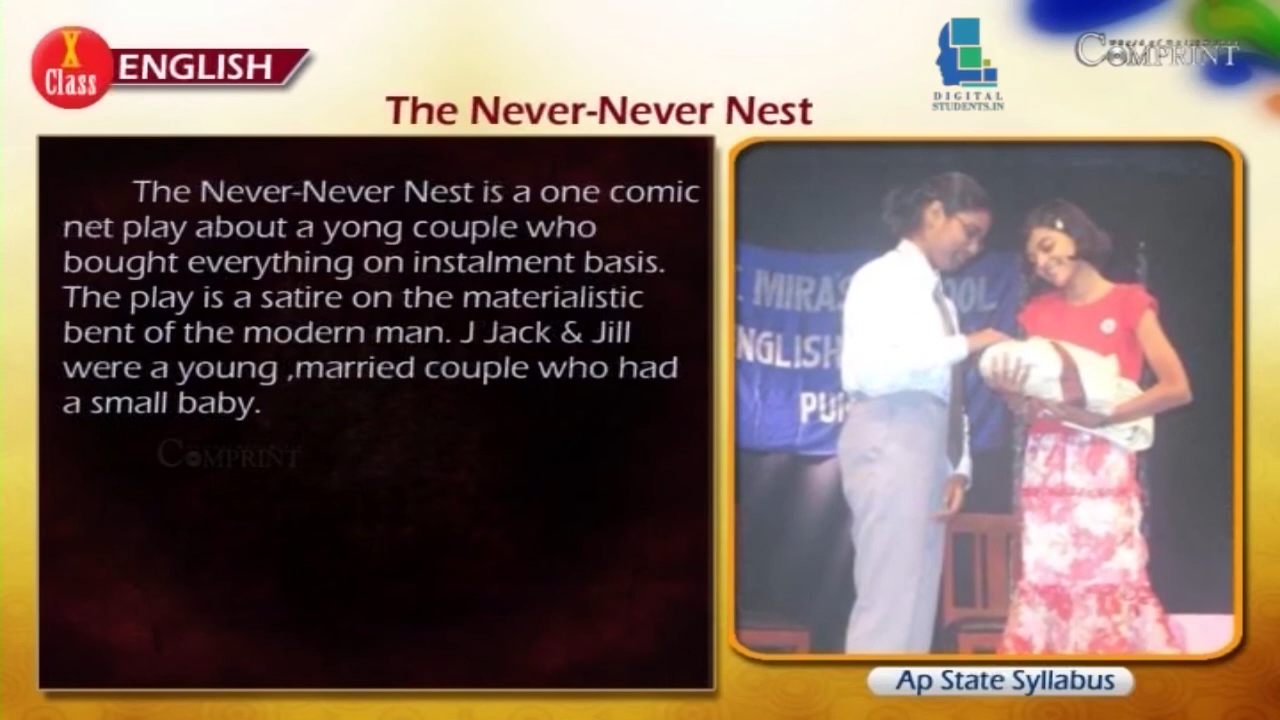 X
Class
ENGLISH
DIGITAL
STUDENTS.IN
COMPRINT
The Never-Never Nest
The Never-Never Nest is a one comic
net play about a yong couple who
bought everything on instalment basis.
The play is a satire on the materialistic
bent of the modern man. J Jack & Jill
were a young ,married couple who had
a small baby.
COMPRINT
MIRA'S
OOL
NGLISH
PU
Ap State Syllabus